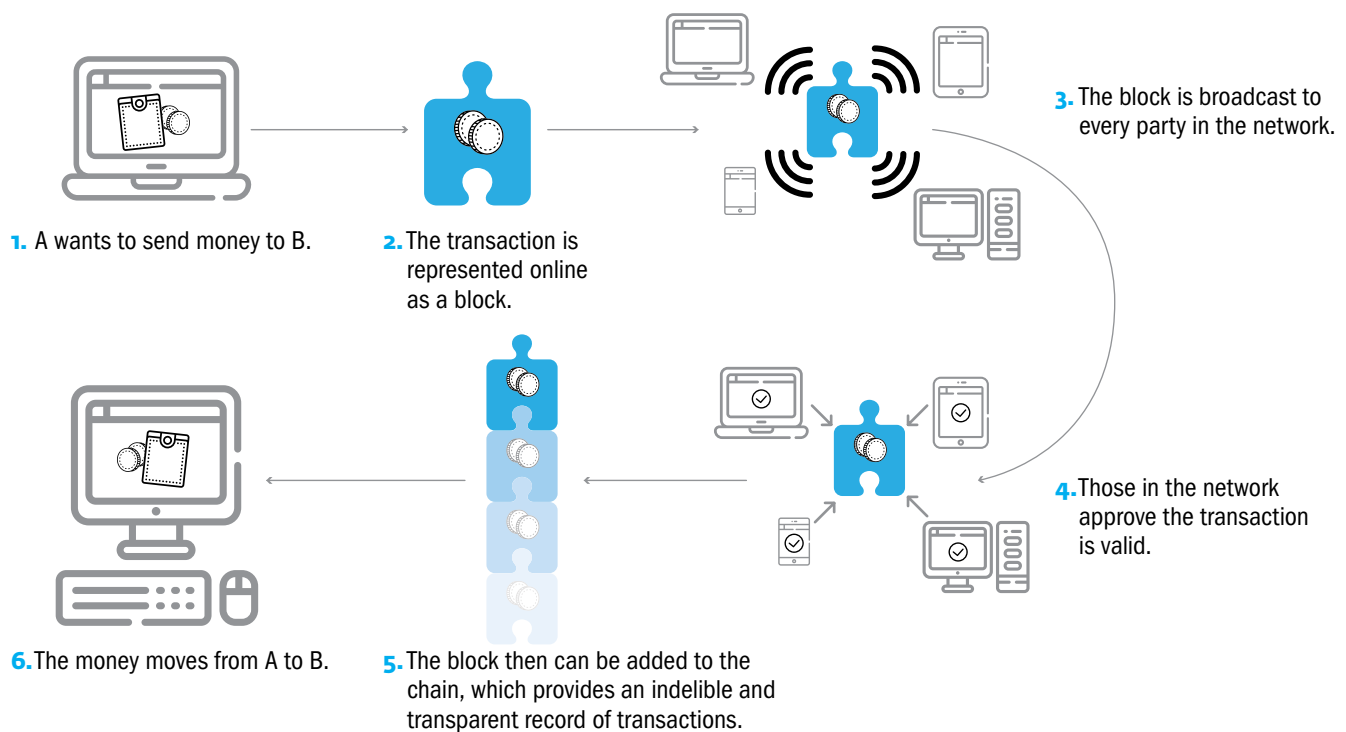 1. A wants to send money to B.
2. The transaction is
represented online
as a block.
3. The block is broadcast to
every party in the network.
4. Those in the network
approve the transaction
is valid.
5. The block then can be added to the
chain, which provides an indelible and
transparent record of transactions.
6. The money moves from A to B.